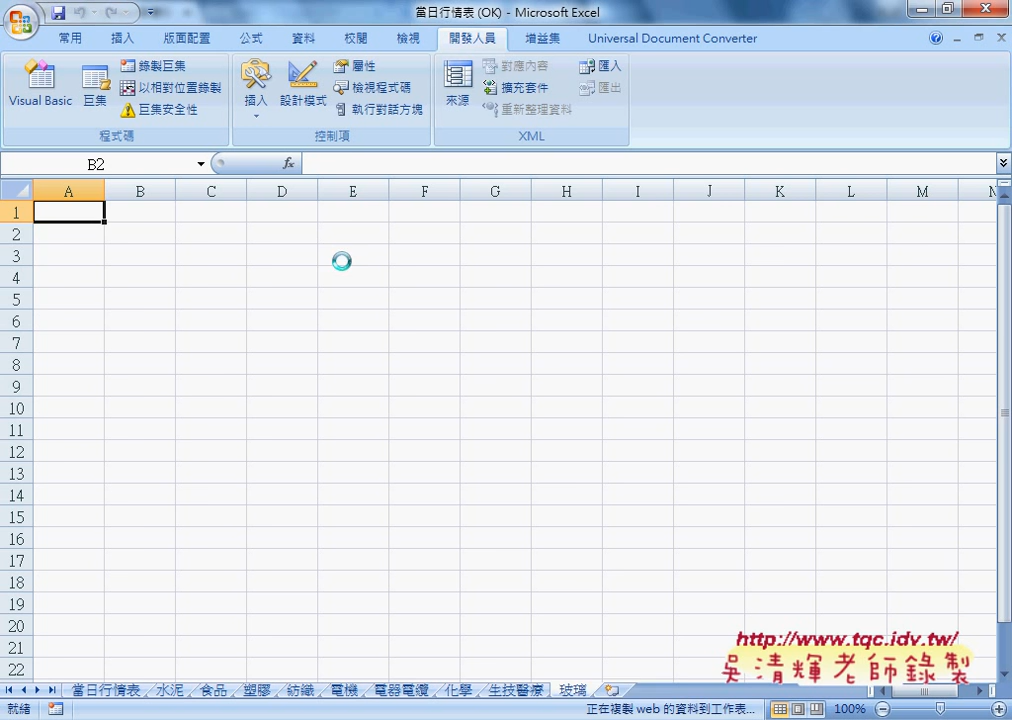 當日行情表 (OK) - Microsoft Excel
常用 插入 版面配置 公式 資料 校閱 檢視 開發人員 增益集 Universal Document Converter
Visual Basic 巨集 錄製巨集 以相對位置錄製 巨集安全性 程式碼
插入 設計模式 屬性 檢視程式碼 執行對話方塊 控制項
來源 對應內容 擴充套件 重新整理資料 匯入 匯出 XML
B2 fx
A B C D E F G H I J K L M N
1
2
3
4
5
6
7
8
9
10
11
12
13
14
15
16
17
18
19
20
21
22
http://www.tqc.idv.tw/
吳清輝老師錄製
當日行情表 水泥 食品 塑膠 紡織 電機 電器電纜 化學 生技醫療 玻璃
就緒 正在複製 web 的資料到工作表... 100%